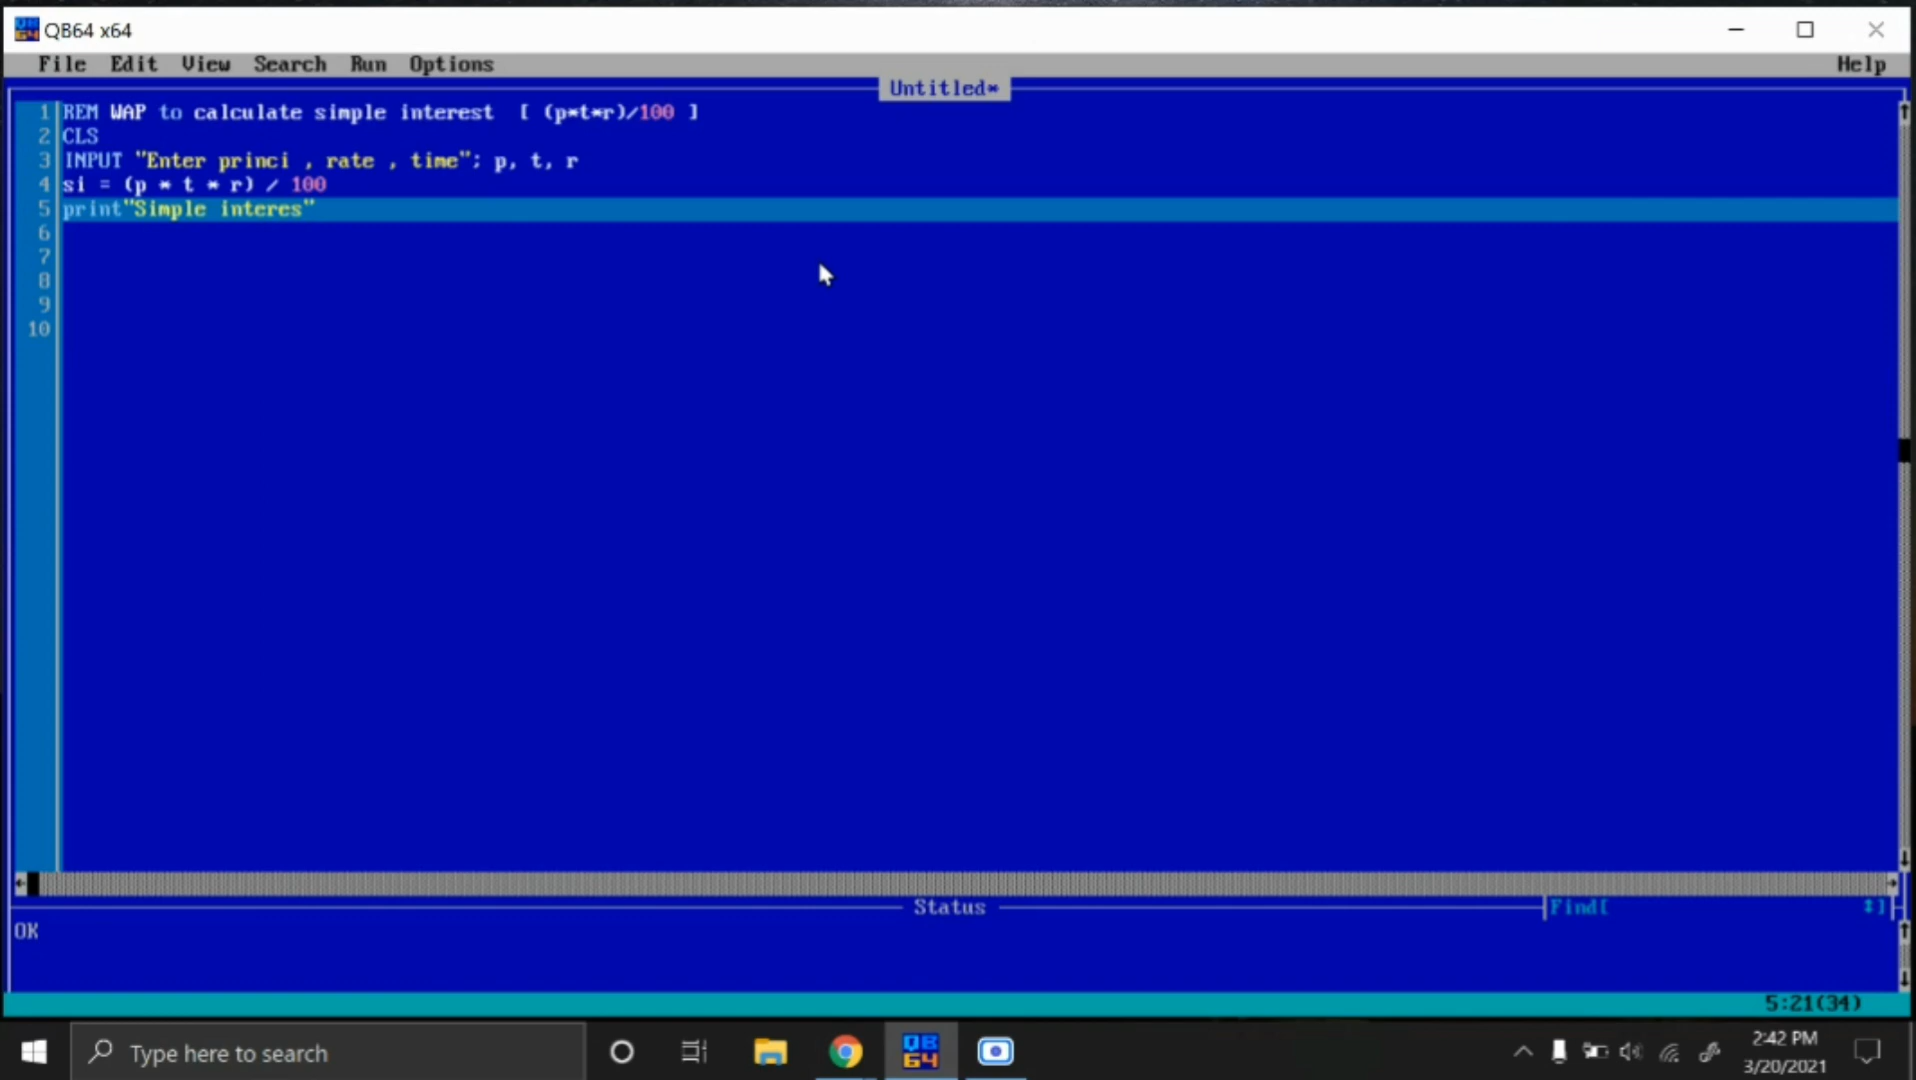 QB64 x64
File Edit View Search Run Options Help
Untitled*
1 REM WAP to calculate simple interest [ (p*t*r)/100 ]
2 CLS
3 INPUT "Enter princi , rate , time"; p, t, r
4 si = (p * t * r) / 100
5 print"Simple interes"
6
7
8
9
10
Status
Find[ ]
OK
5:21(34)
Type here to search
QB
64
2:42 PM
3/20/2021